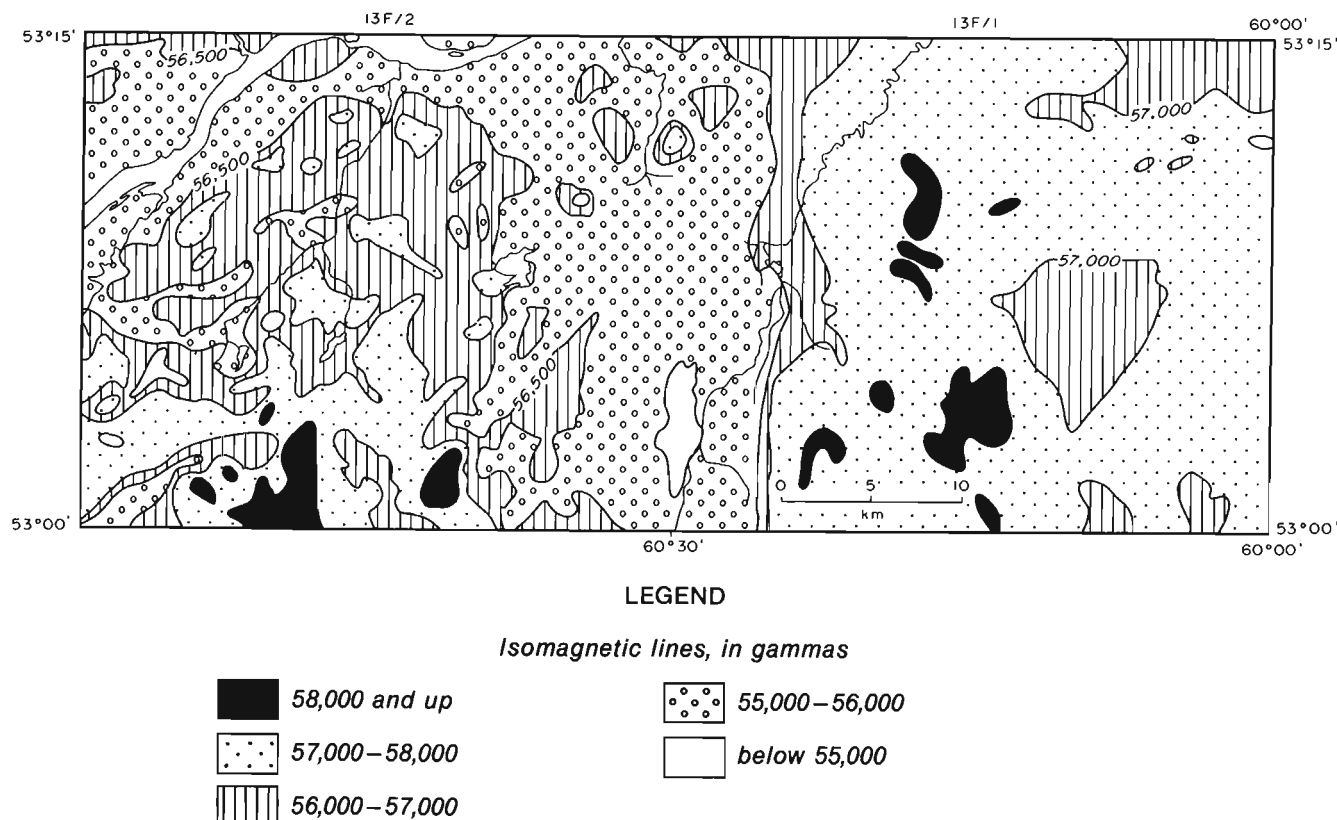 13F/2
13F/1
60°00'
53°15'
53°15'
56,500
57,000
56,500
57,000
56,500
0 5 10
km
53°00'
53°00'
60°30'
60°00'
LEGEND
Isomagnetic lines, in gammas
58,000 and up
55,000–56,000
57,000–58,000
below 55,000
56,000–57,000